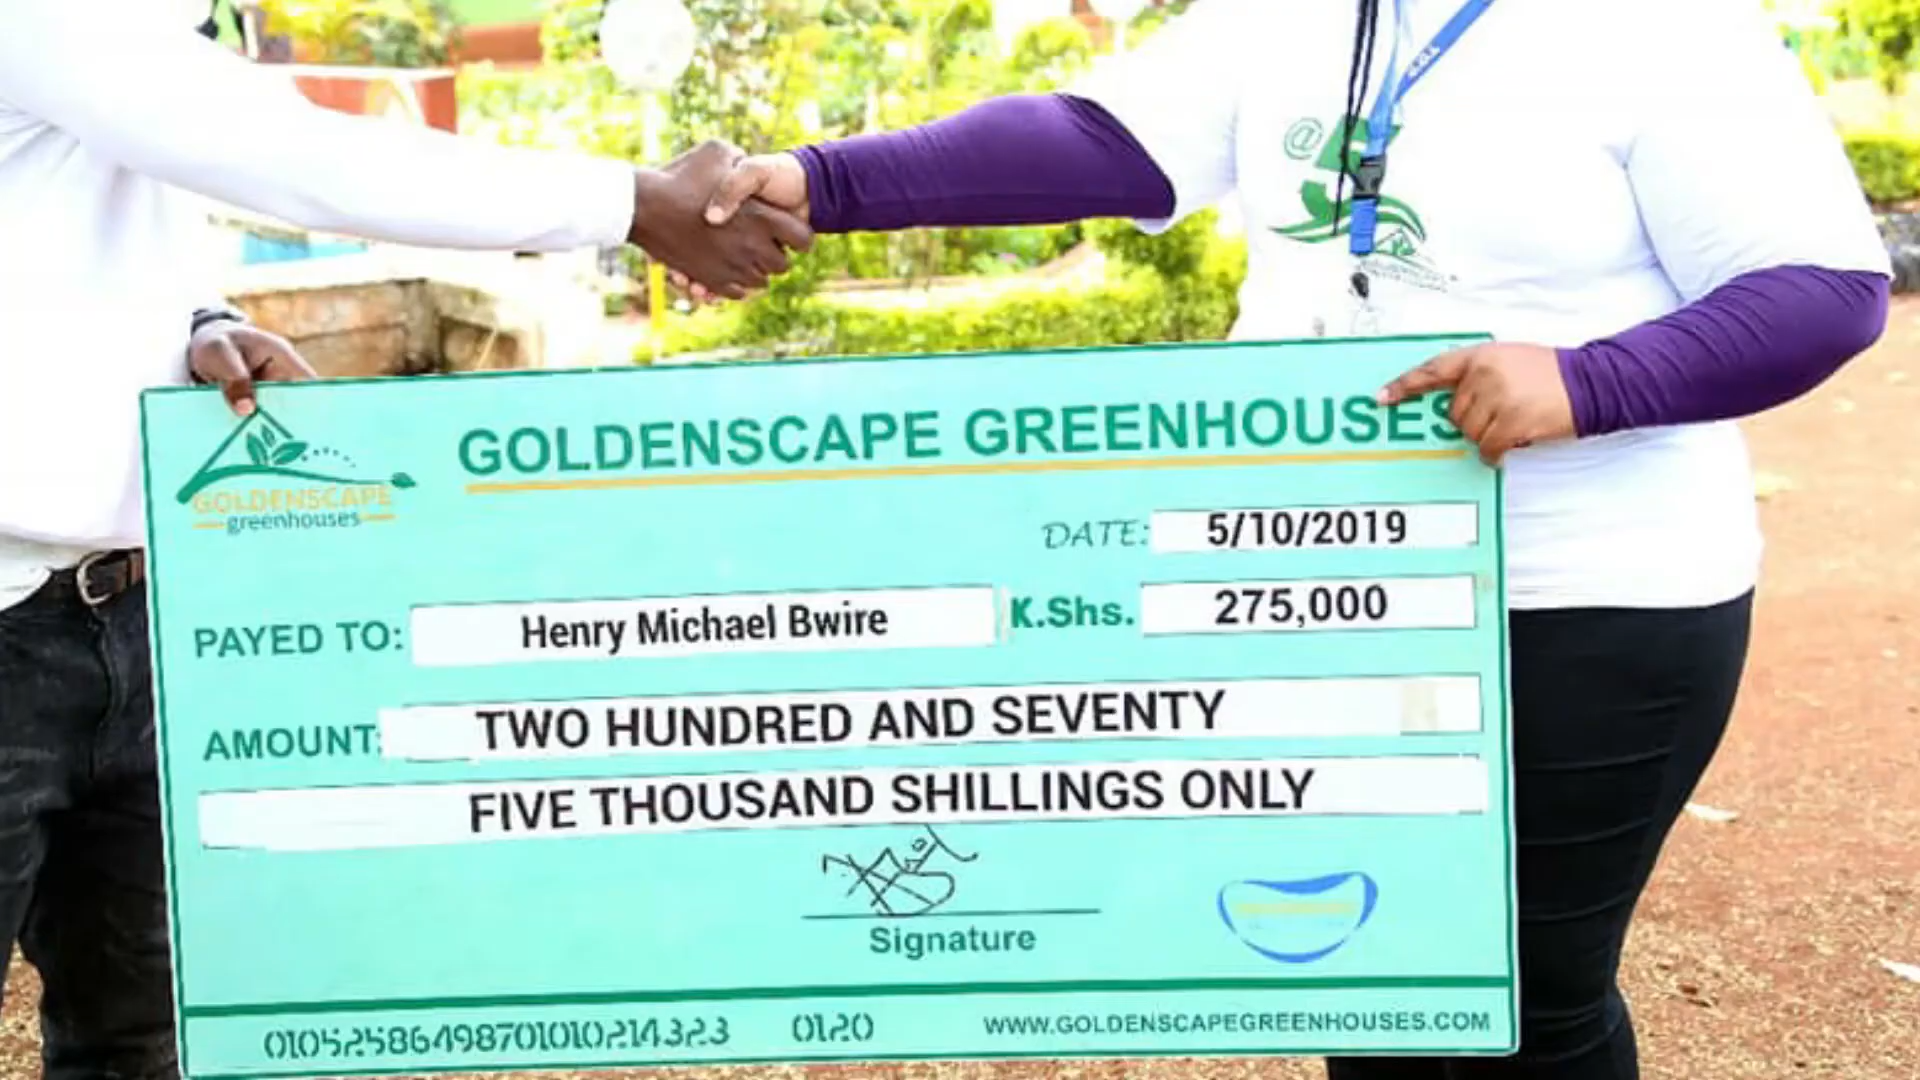 G.G.A
@
GOLDENSCAPE GREENHOUSES
GOLDENSCAPE
greenhouses
DATE: 5/10/2019
PAYED TO: Henry Michael Bwire K.Shs. 275,000
AMOUNT: TWO HUNDRED AND SEVENTY
FIVE THOUSAND SHILLINGS ONLY
Signature
01052586498701010214323 0120 WWW.GOLDENSCAPEGREENHOUSES.COM